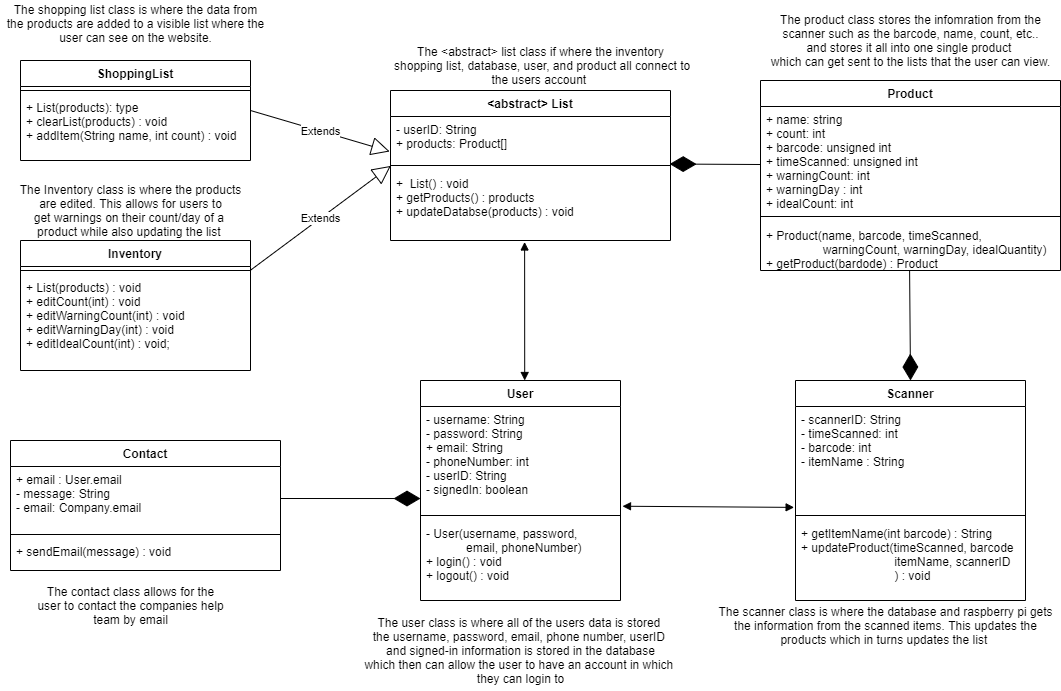 The shopping list class is where the data from
the products are added to a visible list where the
user can see on the website.
ShoppingList
+ List(products): type
+ clearList(products) : void
+ addItem(String name, int count) : void
Extends
The <abstract> list class if where the inventory
shopping list, database, user, and product all connect to
the users account
<abstract> List
- userID: String
+ products: Product[]
+  List() : void
+ getProducts() : products
+ updateDatabse(products) : void
The product class stores the infomration from the
scanner such as the barcode, name, count, etc..
and stores it all into one single product
which can get sent to the lists that the user can view.
Product
+ name: string
+ count: int
+ barcode: unsigned int
+ timeScanned: unsigned int
+ warningCount: int
+ warningDay : int
+ idealCount: int
+ Product(name, barcode, timeScanned,
warningCount, warningDay, idealQuantity)
+ getProduct(bardode) : Product
The Inventory class is where the products
are edited. This allows for users to
get warnings on their count/day of a
product while also updating the list
Inventory
+ List(products) : void
+ editCount(int) : void
+ editWarningCount(int) : void
+ editWarningDay(int) : void
+ editIdealCount(int) : void;
Extends
Contact
+ email : User.email
- message: String
- email: Company.email
+ sendEmail(message) : void
The contact class allows for the
user to contact the companies help
team by email
User
- username: String
- password: String
+ email: String
- phoneNumber: int
- userID: String
- signedIn: boolean
- User(username, password,
email, phoneNumber)
+ login() : void
+ logout() : void
The user class is where all of the users data is stored
the username, password, email, phone number, userID
and signed-in information is stored in the database
which then can allow the user to have an account in which
they can login to
Scanner
- scannerID: String
- timeScanned: int
- barcode: int
- itemName : String
+ getItemName(int barcode) : String
+ updateProduct(timeScanned, barcode
itemName, scannerID
) : void
The scanner class is where the database and raspberry pi gets
the information from the scanned items. This updates the
products which in turns updates the list